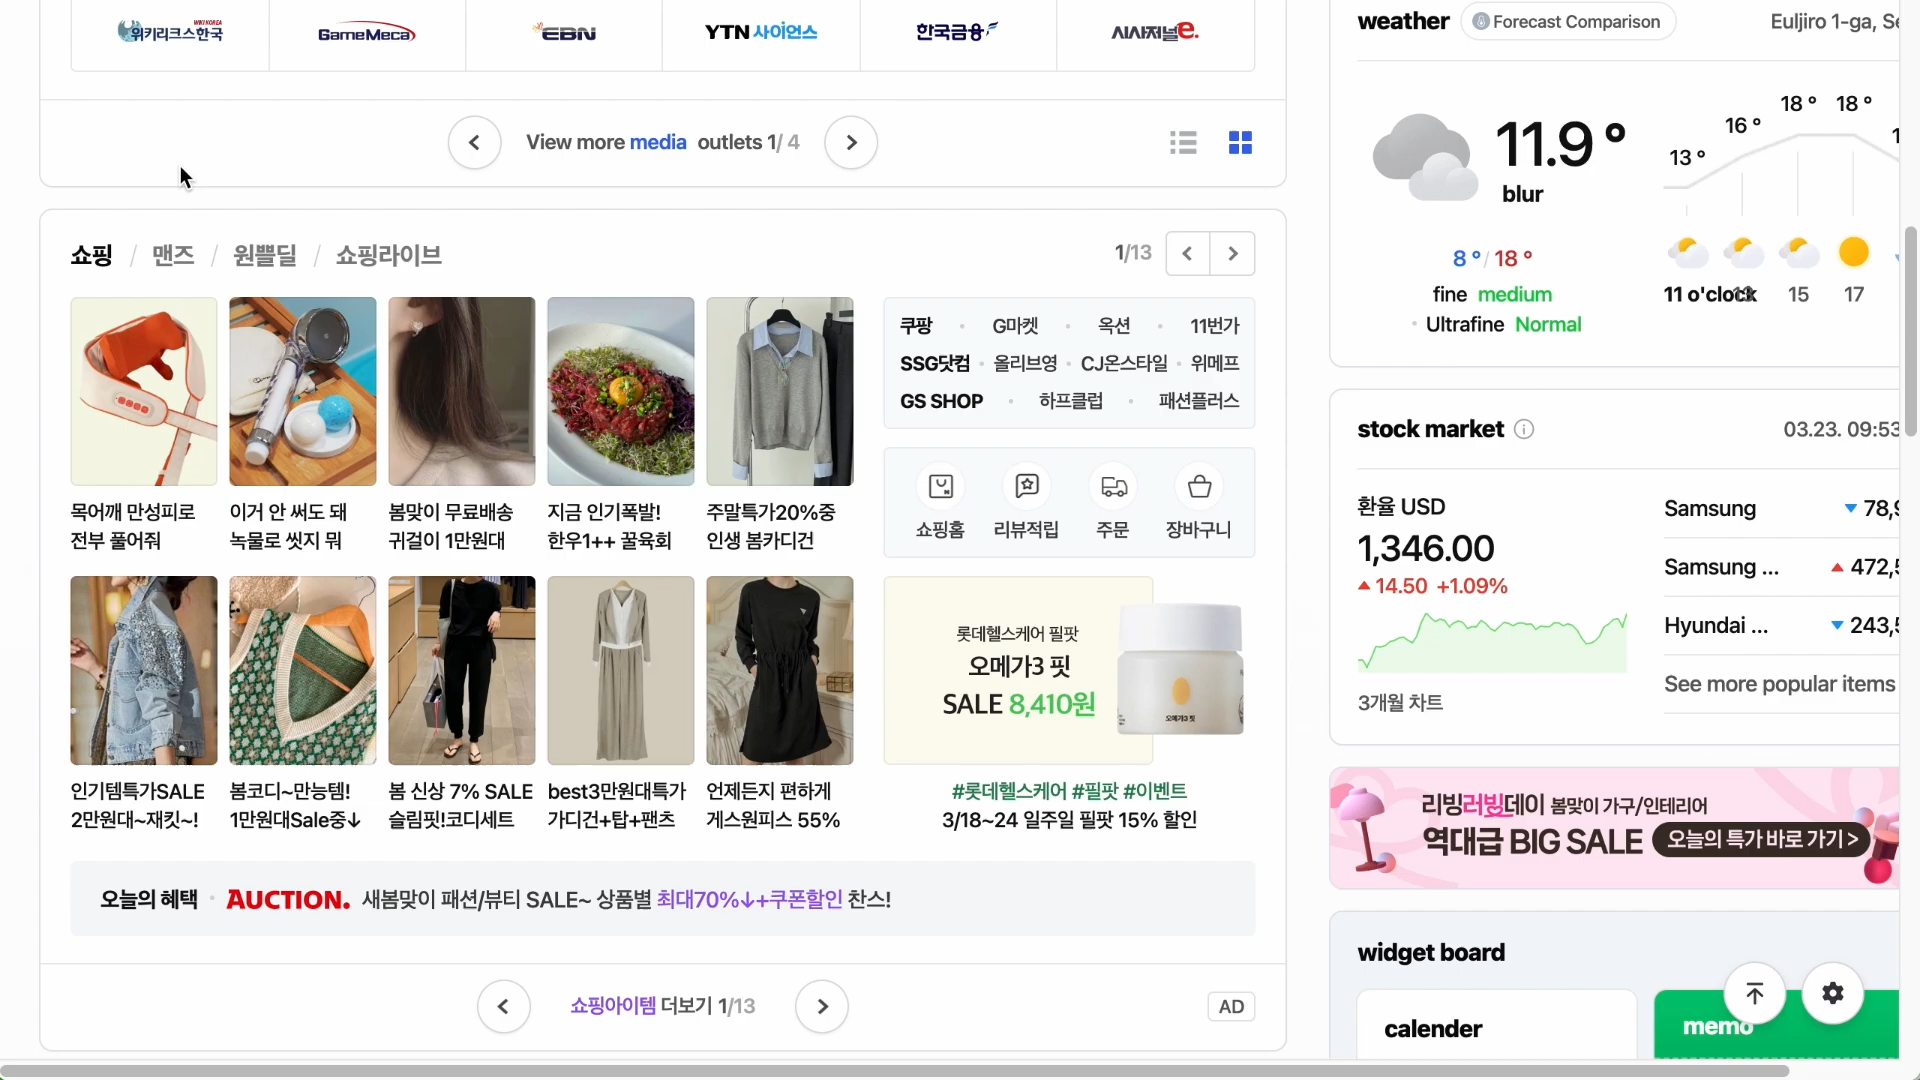 위키리크스한국
WIKI KOREA
GameMeca
EBN
YTN 사이언스
한국금융
시사저널e.
View more media outlets 1/ 4
쇼핑 / 맨즈 / 원쁠딜 / 쇼핑라이브
1/13
목어깨 만성피로
전부 풀어줘
이거 안 써도 돼
녹물로 씻지 뭐
봄맞이 무료배송
귀걸이 1만원대
지금 인기폭발!
한우1++ 꿀육회
주말특가20%중
인생 봄카디건
쿠팡 · G마켓 · 옥션 · 11번가
SSG닷컴 · 올리브영 · CJ온스타일 · 위메프
GS SHOP · 하프클럽 · 패션플러스
쇼핑홈
리뷰적립
주문
장바구니
인기템특가SALE
2만원대~재킷~!
봄코디~만능템!
1만원대Sale중↓
봄 신상 7% SALE
슬림핏!코디세트
best3만원대특가
가디건+탑+팬츠
언제든지 편하게
게스원피스 55%
롯데헬스케어 필팟
오메가3 핏
SALE 8,410원
오메가3 핏
#롯데헬스케어 #필팟 #이벤트
3/18~24 일주일 필팟 15% 할인
오늘의 혜택 · AUCTION. 새봄맞이 패션/뷰티 SALE~ 상품별 최대70%↓+쿠폰할인 찬스!
쇼핑아이템 더보기 1/13
AD
weather
Forecast Comparison
Euljiro 1-ga, Se
11.9 °
blur
8 ° / 18 °
fine medium
· Ultrafine Normal
13 °
16 °
18 °
18 °
1
11 o'clock
13
15
17
stock market
03.23. 09:53
환율 USD
1,346.00
14.50 +1.09%
3개월 차트
Samsung 78,9
Samsung ... 472,5
Hyundai ... 243,5
See more popular items
리빙러빙데이 봄맞이 가구/인테리어
역대급 BIG SALE 오늘의 특가 바로 가기 >
widget board
calender
memo